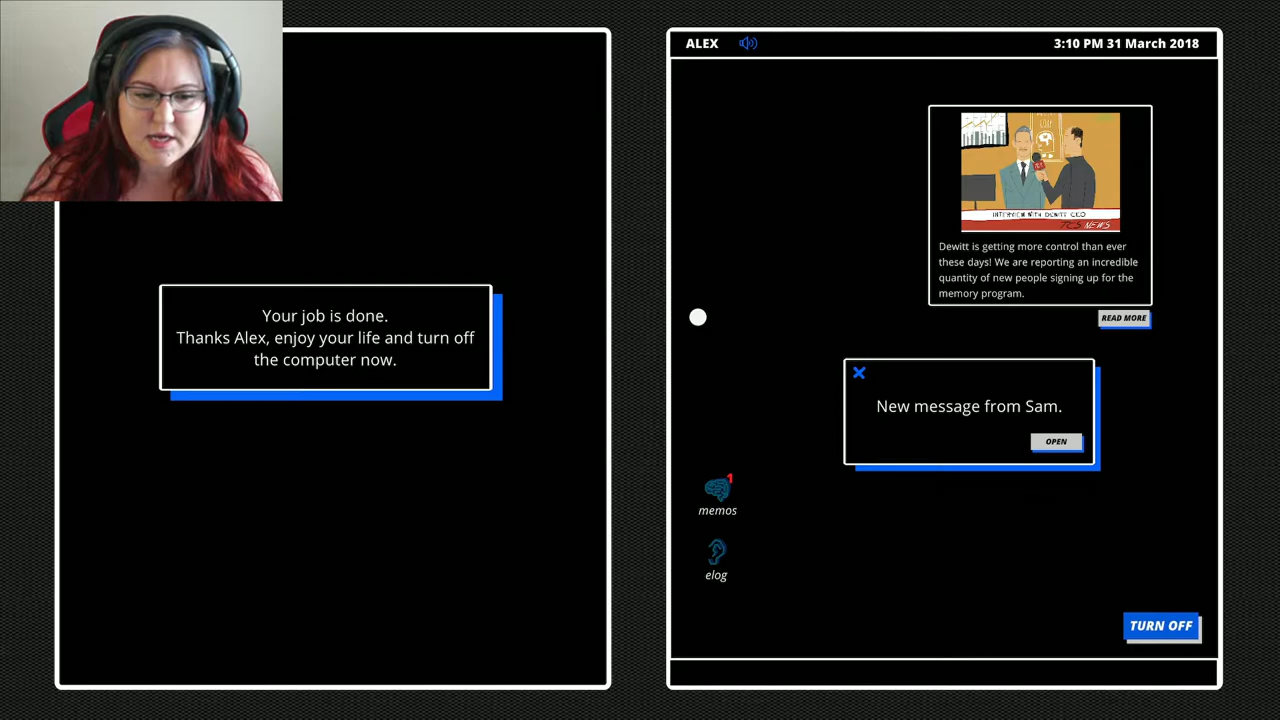 Your job is done.
Thanks Alex, enjoy your life and turn off
the computer now.
ALEX
3:10 PM 31 March 2018
INTERVIEW WITH DEWITT CEO
TCS NEWS
Dewitt is getting more control than ever
these days! We are reporting an incredible
quantity of new people signing up for the
memory program.
READ MORE
New message from Sam.
OPEN
1
memos
elog
TURN OFF